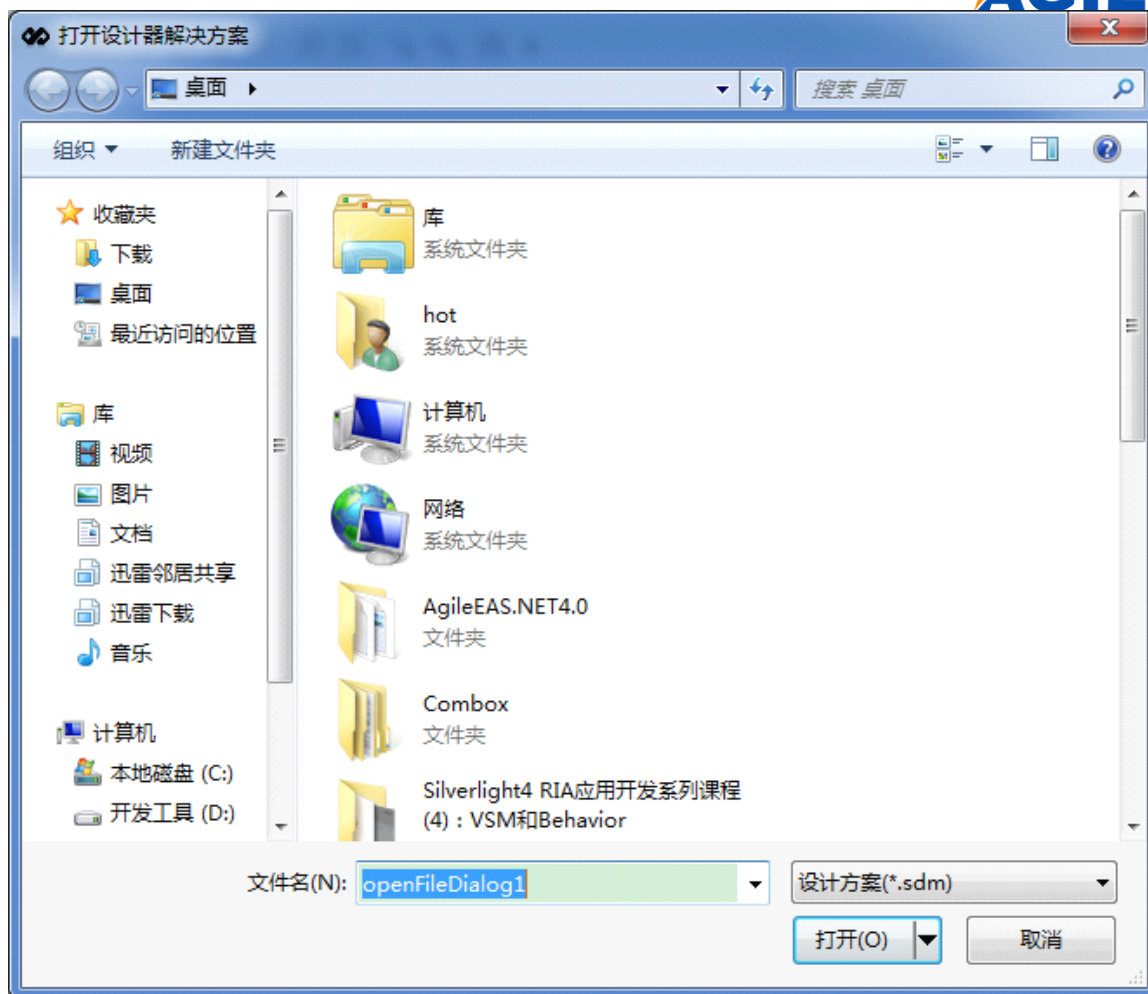 打开设计器解决方案
桌面
搜索 桌面
组织 新建文件夹
收藏夹
下载
桌面
最近访问的位置
库
视频
图片
文档
迅雷邻居共享
迅雷下载
音乐
计算机
本地磁盘 (C:)
开发工具 (D:)
库
系统文件夹
hot
系统文件夹
计算机
系统文件夹
网络
系统文件夹
AgileEAS.NET4.0
文件夹
Combox
文件夹
Silverlight4 RIA应用开发系列课程
(4)：VSM和Behavior
文件名(N): openFileDialog1 设计方案(*.sdm)
打开(O) 取消